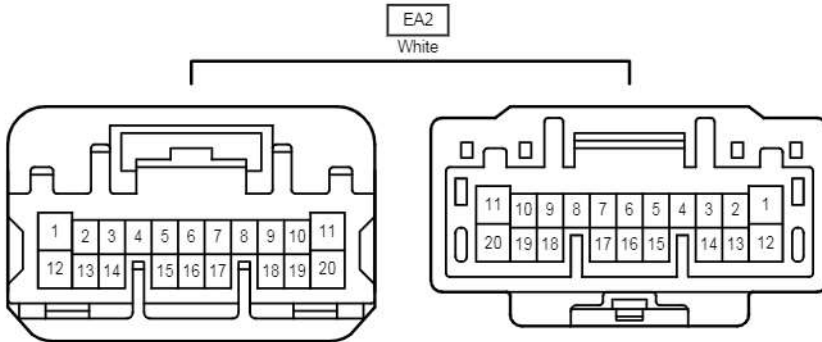 EA2
White
1 2 3 4 5 6 7 8 9 10 11
12 13 14 15 16 17 18 19 20
11 10 9 8 7 6 5 4 3 2 1
20 19 18 17 16 15 14 13 12